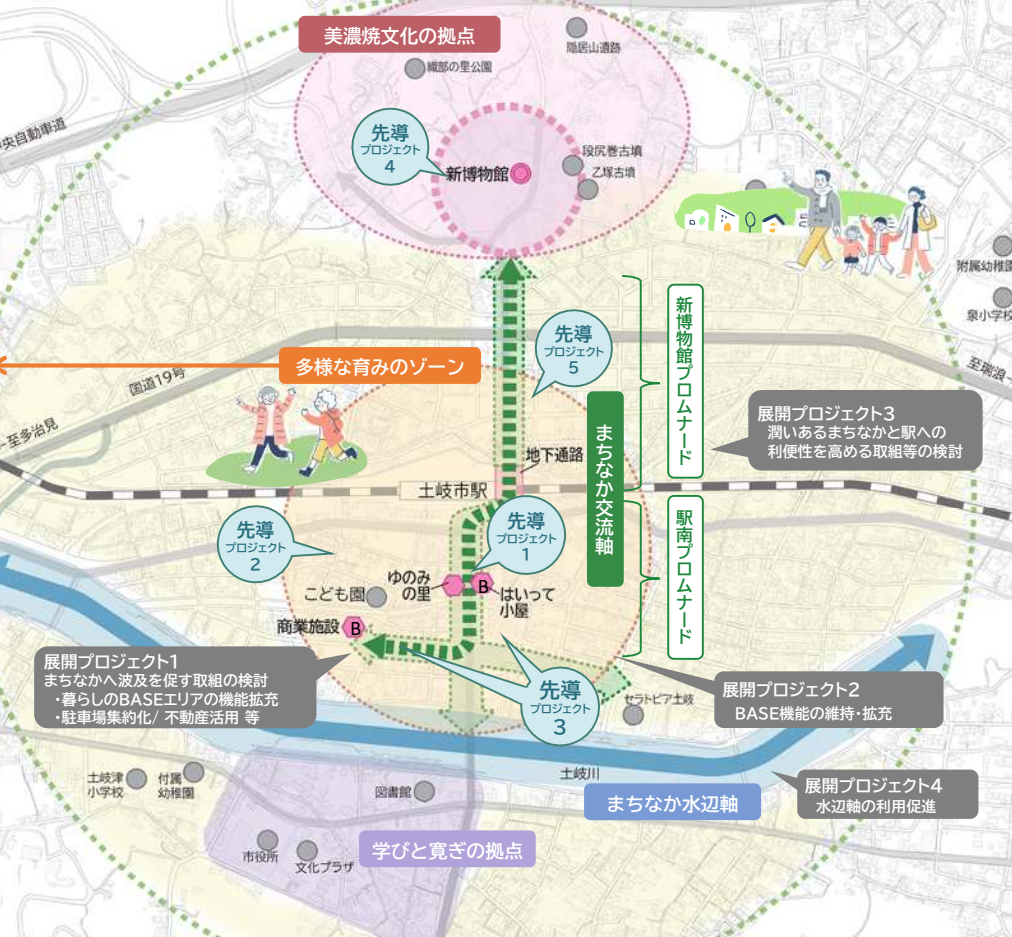 美濃焼文化の拠点
隠居山遺跡
織部の里公園
央自動車道
先導
プロジェクト
4
新博物館
段尻巻古墳
乙塚古墳
附属幼稚園
泉小学校
先導
プロジェクト
5
新博物館プロムナード
多様な育みのゾーン
国道19号
至瑞浪
至多治見
展開プロジェクト3
潤いあるまちなかと駅への
利便性を高める取組等の検討
まちなか交流軸
地下通路
土岐市駅
先導
プロジェクト
1
先導
プロジェクト
2
駅南プロムナード
こども園
ゆのみ
の里
B
はいって
小屋
商業施設
B
展開プロジェクト1
まちなかへ波及を促す取組の検討
・暮らしのBASEエリアの機能拡充
・駐車場集約化/ 不動産活用 等
先導
プロジェクト
3
展開プロジェクト2
BASE機能の維持・拡充
セラトピア土岐
土岐川
土岐津
小学校
付属
幼稚園
図書館
まちなか水辺軸
展開プロジェクト4
水辺軸の利用促進
市役所
文化プラザ
学びと寛ぎの拠点